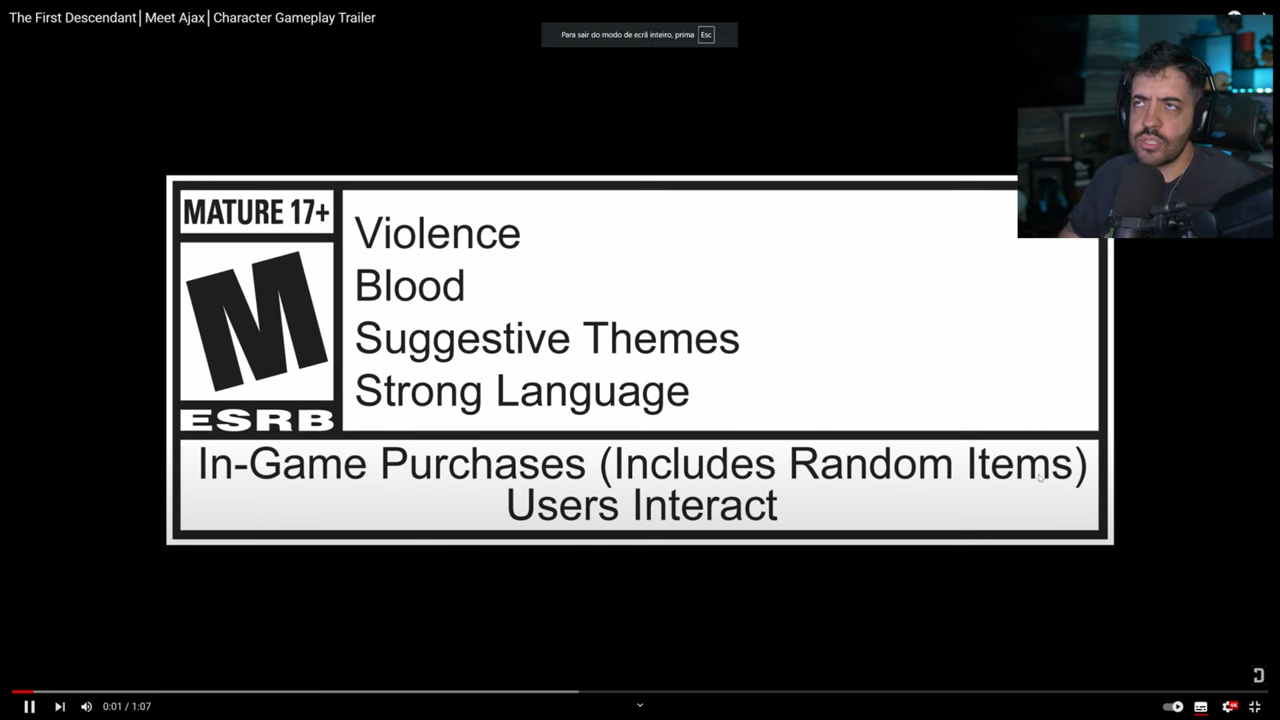 The First Descendant│Meet Ajax│Character Gameplay Trailer
Para sair do modo de ecrã inteiro, prima Esc
MATURE 17+
M
ESRB
Violence
Blood
Suggestive Themes
Strong Language
In-Game Purchases (Includes Random Items)
Users Interact
0:01 / 1:07
4K